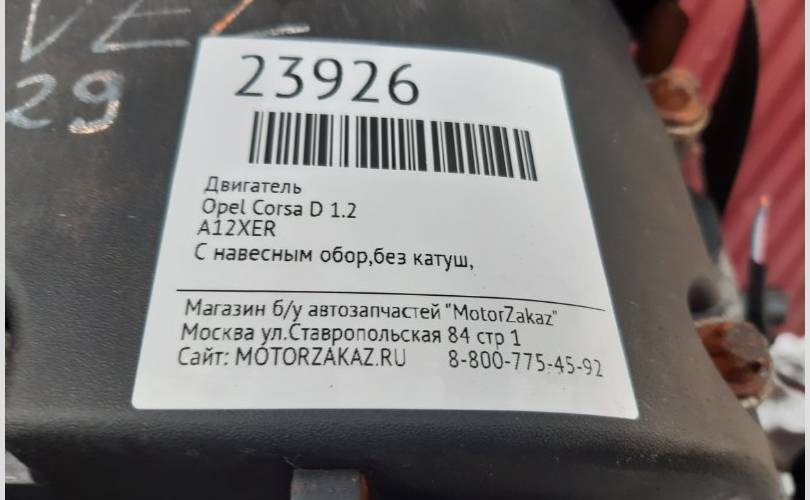 29
23926
Двигатель
Opel Corsa D 1.2
A12XER
С навесным обор,без катуш,
Магазин б/у автозапчастей "MotorZakaz"
Москва ул.Ставропольская 84 стр 1
Сайт: MOTORZAKAZ.RU 8-800-775-45-92